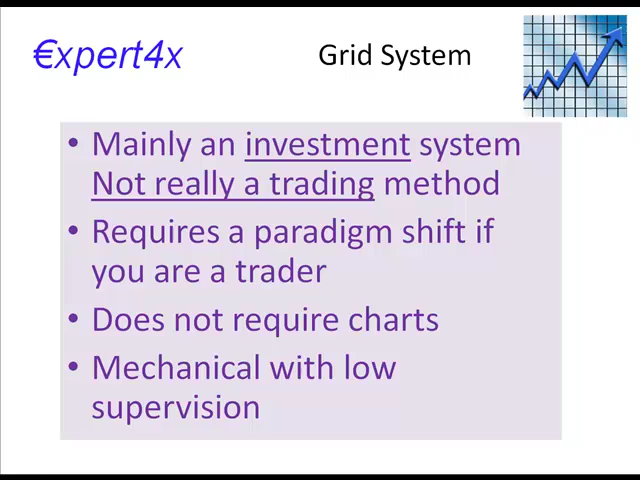 €xpert4x
Grid System
• Mainly an investment system
Not really a trading method
• Requires a paradigm shift if
you are a trader
• Does not require charts
• Mechanical with low
supervision